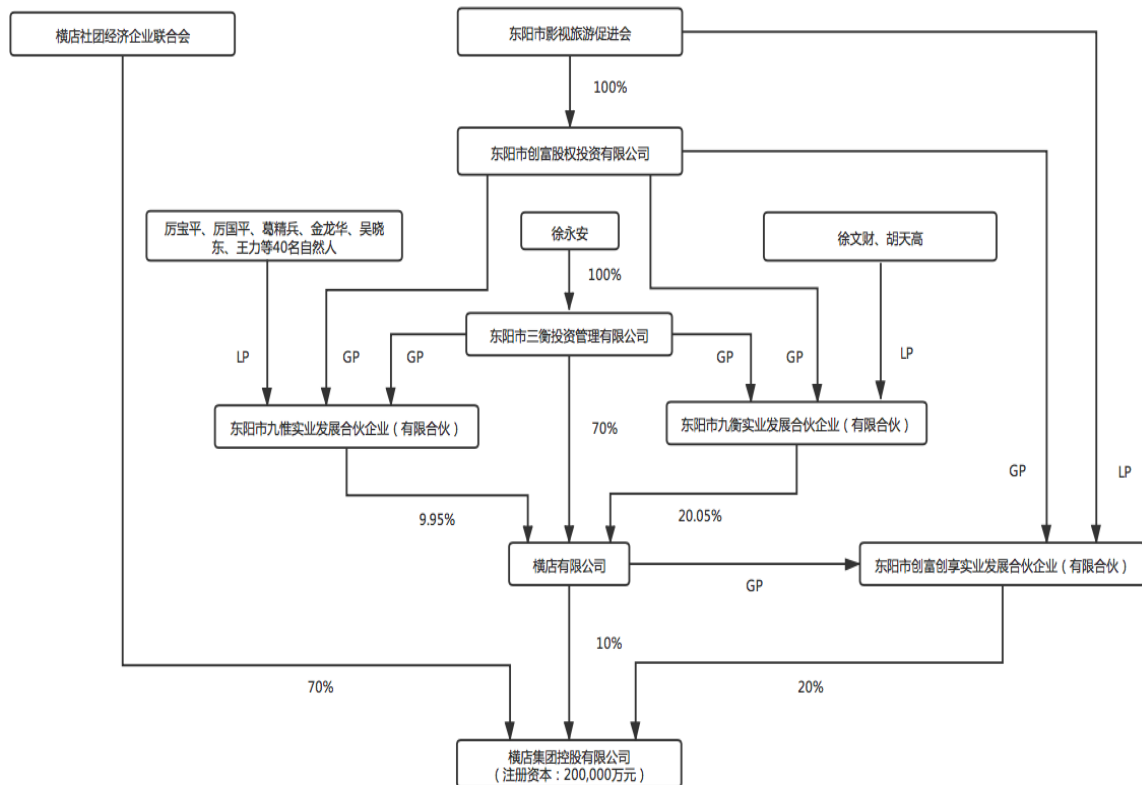 横店社团经济企业联合会
东阳市影视旅游促进会
100%
东阳市创富股权投资有限公司
厉宝平、厉国平、葛精兵、金龙华、吴晓
东、王力等40名自然人
徐永安
徐文财、胡天高
100%
东阳市三衡投资管理有限公司
LP
GP
GP
GP
GP
LP
东阳市九惟实业发展合伙企业（有限合伙）
东阳市九衡实业发展合伙企业（有限合伙）
70%
GP
LP
9.95%
20.05%
横店有限公司
东阳市创富创享实业发展合伙企业（有限合伙）
GP
10%
70%
20%
横店集团控股有限公司
（注册资本：200,000万元）